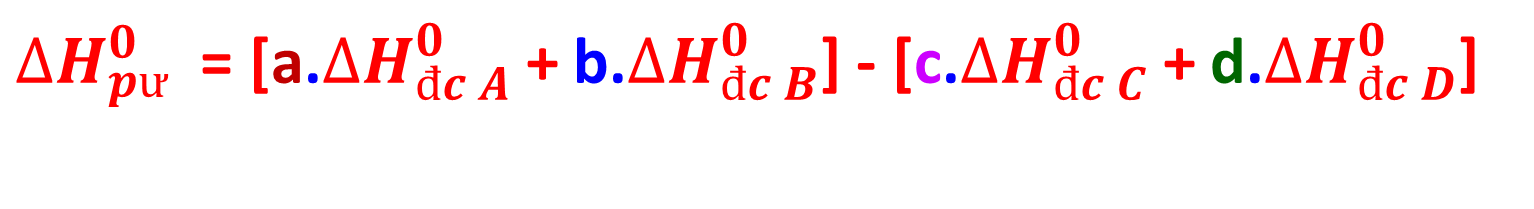 ΔH⁰pư = [a.ΔH⁰đc A + b.ΔH⁰đc B] - [c.ΔH⁰đc C + d.ΔH⁰đc D]